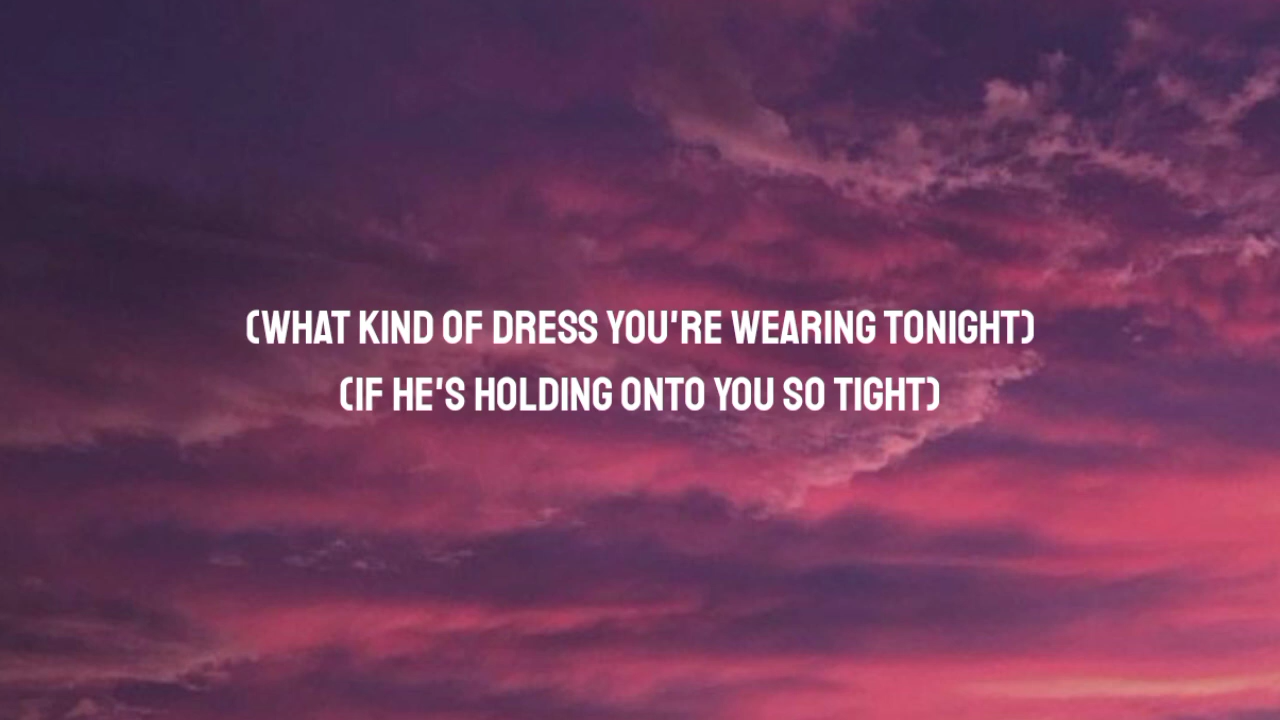 (WHAT KIND OF DRESS YOU'RE WEARING TONIGHT)
(IF HE'S HOLDING ONTO YOU SO TIGHT)